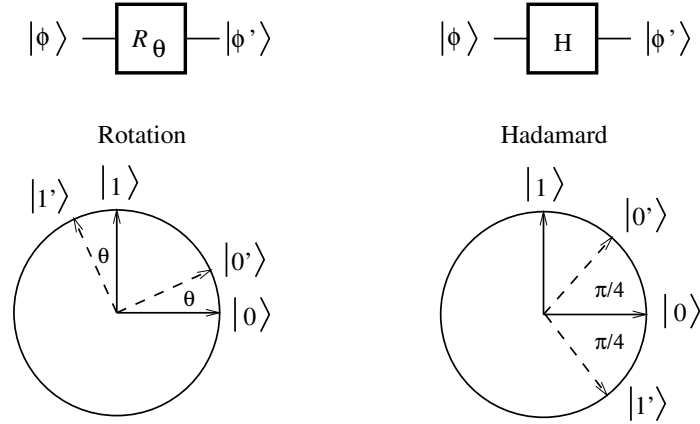 |ϕ⟩ R_θ |ϕ'⟩
|ϕ⟩ H |ϕ'⟩
Rotation
Hadamard
|1'⟩ |1⟩
θ
|0'⟩
θ
|0⟩
|1⟩
|0'⟩
π/4
|0⟩
π/4
|1'⟩